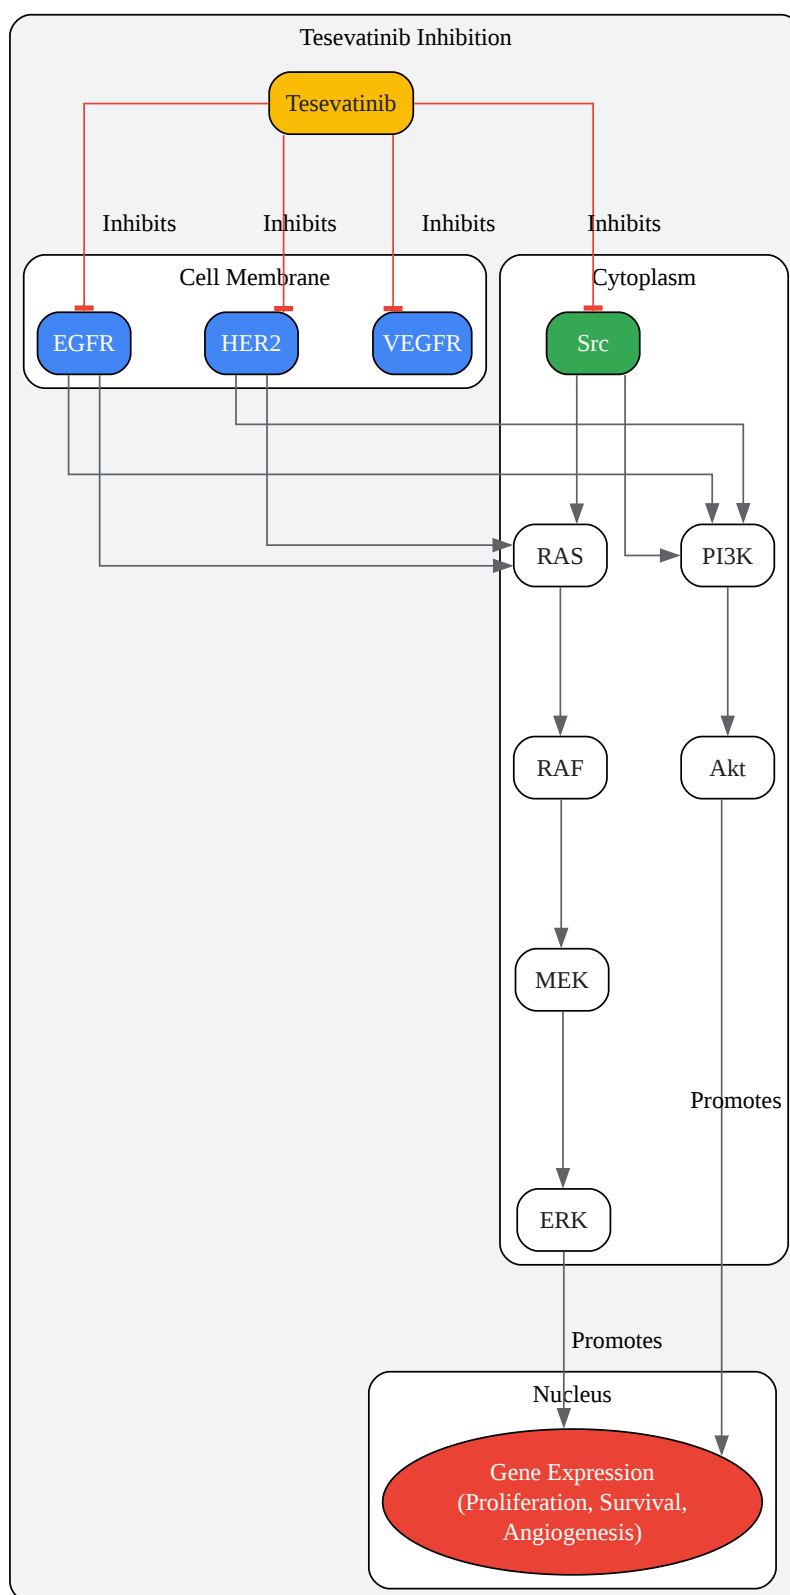 Tesevatinib Inhibition
Tesevatinib
Inhibits
Inhibits
Inhibits
Inhibits
Cell Membrane
Cytoplasm
EGFR
HER2
VEGFR
Src
RAS
PI3K
RAF
Akt
MEK
Promotes
ERK
Promotes
Nucleus
Gene Expression
(Proliferation, Survival,
Angiogenesis)